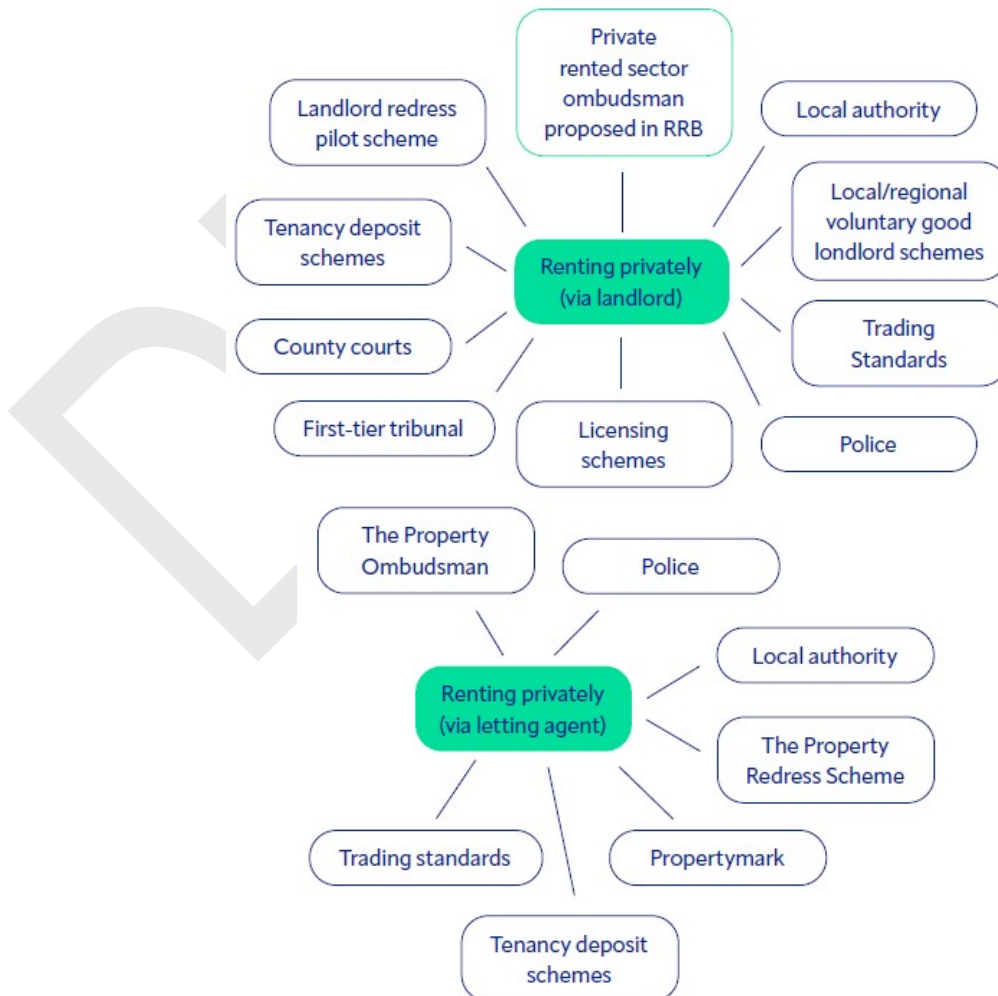 Private
rented sector
ombudsman
proposed in RRB
Landlord redress
pilot scheme
Local authority
Tenancy deposit
schemes
Local/regional
voluntary good
londlord schemes
Renting privately
(via landlord)
County courts
Trading
Standards
First-tier tribunal
Licensing
schemes
Police
The Property
Ombudsman
Police
Local authority
Renting privately
(via letting agent)
The Property
Redress Scheme
Trading standards
Propertymark
Tenancy deposit
schemes